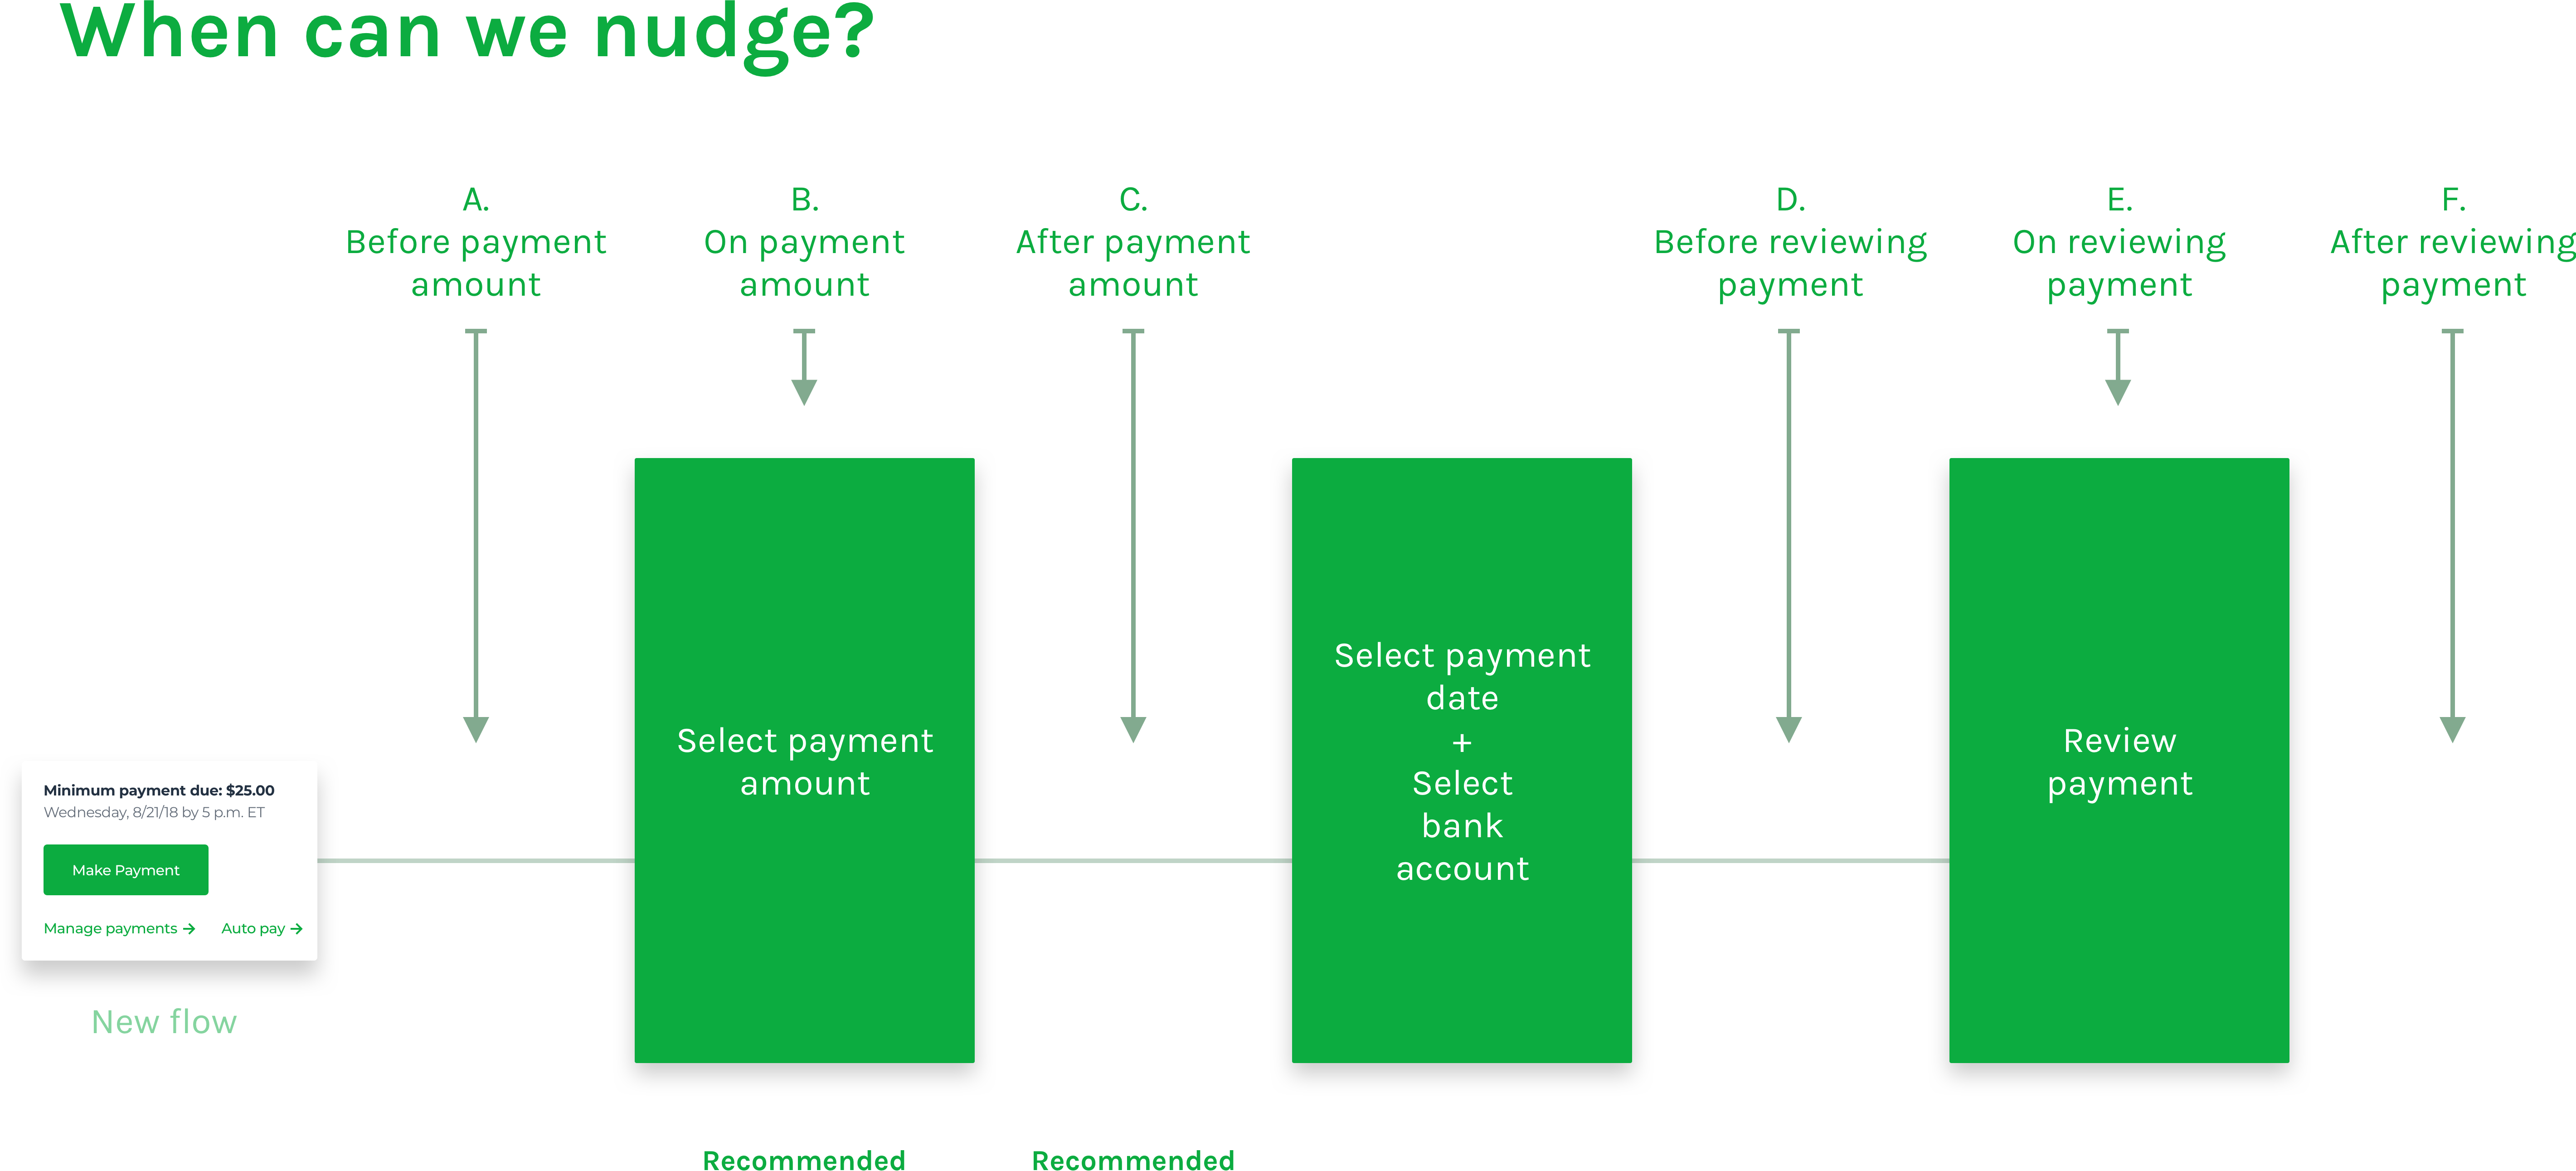 When can we nudge?
A.
Before payment
amount
B.
On payment
amount
C.
After payment
amount
D.
Before reviewing
payment
E.
On reviewing
payment
F.
After reviewing
payment
Minimum payment due: $25.00
Wednesday, 8/21/18 by 5 p.m. ET
Make Payment
Manage payments → Auto pay →
New flow
Select payment
amount
Select payment
date
+
Select
bank
account
Review
payment
Recommended
Recommended